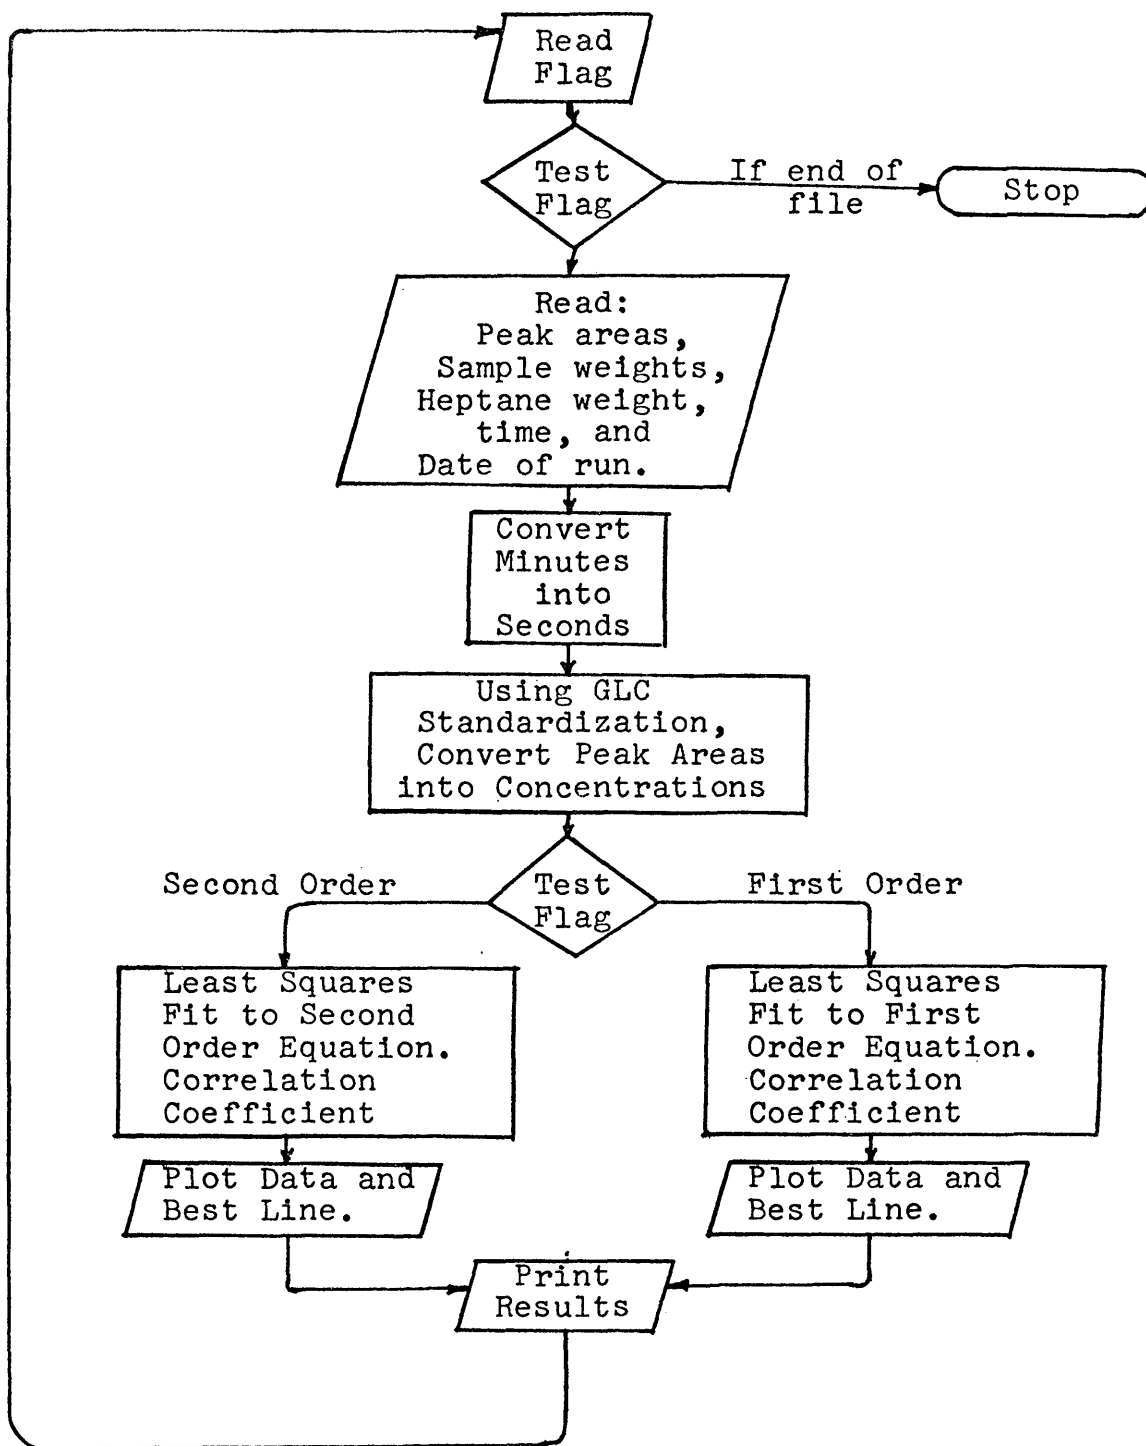 Read
Flag
Test
Flag
If end of
file
Stop
Read:
Peak areas,
Sample weights,
Heptane weight,
time, and
Date of run.
Convert
Minutes
into
Seconds
Using GLC
Standardization,
Convert Peak Areas
into Concentrations
Second Order
Test
Flag
First Order
Least Squares
Fit to Second
Order Equation.
Correlation
Coefficient
Least Squares
Fit to First
Order Equation.
Correlation
Coefficient
Plot Data and
Best Line.
Plot Data and
Best Line.
Print
Results